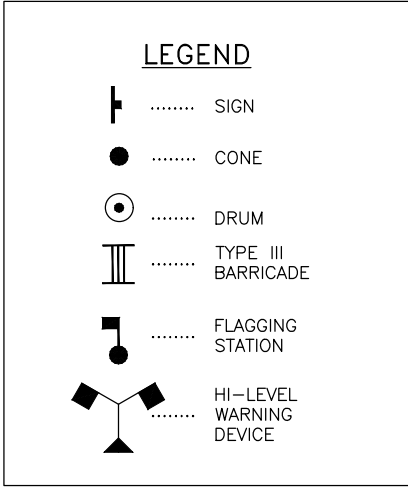 LEGEND
........ SIGN
........ CONE
........ DRUM
........ TYPE III
BARRICADE
........ FLAGGING
STATION
........ HI-LEVEL
WARNING
DEVICE